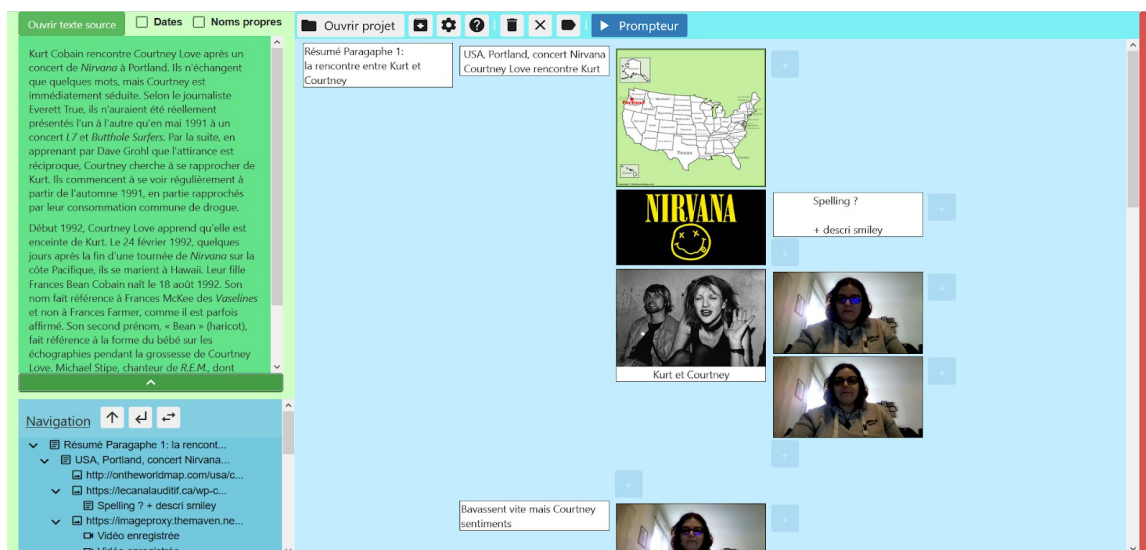 Ouvrir texte source
Dates
Noms propres
Kurt Cobain rencontre Courtney Love après un
concert de Nirvana à Portland. Ils n'échangent
que quelques mots, mais Courtney est
immédiatement séduite. Selon le journaliste
Everett True, ils n'auraient été réellement
présentés l'un à l'autre qu'en mai 1991 à un
concert L7 et Butthole Surfers. Par la suite, en
apprenant par Dave Grohl que l'attirance est
réciproque, Courtney cherche à se rapprocher de
Kurt. Ils commencent à se voir régulièrement à
partir de l'automne 1991, en partie rapprochés
par leur consommation commune de drogue.
Début 1992, Courtney Love apprend qu'elle est
enceinte de Kurt. Le 24 février 1992, quelques
jours après la fin d'une tournée de Nirvana sur la
côte Pacifique, ils se marient à Hawaii. Leur fille
Frances Bean Cobain naît le 18 août 1992. Son
nom fait référence à Frances McKee des Vaselines
et non à Frances Farmer, comme il est parfois
affirmé. Son second prénom, « Bean » (haricot),
fait référence à la forme du bébé sur les
échographies pendant la grossesse de Courtney
Love. Michael Stipe, chanteur de R.E.M., dont
Navigation
Résumé Paragaphe 1: la rencont...
USA, Portland, concert Nirvana...
http://ontheworldmap.com/usa/c...
https://lecanalauditif.ca/wp-c...
Spelling ? + descri smiley
https://imageproxy.themaven.ne...
Vidéo enregistrée
Vidéo enregistrée
Ouvrir projet
Prompteur
Résumé Paragaphe 1:
la rencontre entre Kurt et
Courtney
USA, Portland, concert Nirvana
Courtney Love rencontre Kurt
Portland
Texas
NIRVANA
Spelling ?
+ descri smiley
Kurt et Courtney
Bavassent vite mais Courtney
sentiments